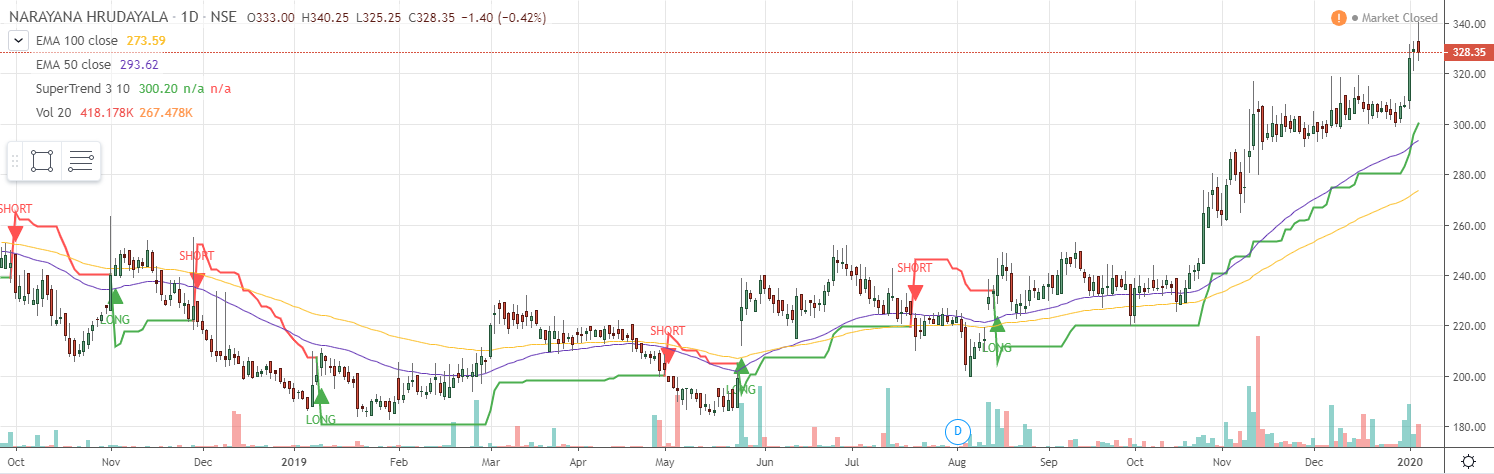 NARAYANA HRUDAYALA · 1D · NSE O333.00 H340.25 L325.25 C328.35 −1.40 (−0.42%)
! ● Market Closed
EMA 100 close 273.59
EMA 50 close 293.62
SuperTrend 3 10 300.20 n/a n/a
Vol 20 418.178K 267.478K
340.00
328.35
320.00
300.00
280.00
260.00
240.00
220.00
200.00
180.00
SHORT
LONG
SHORT
LONG
SHORT
LONG
SHORT
LONG
D
Oct Nov Dec 2019 Feb Mar Apr May Jun Jul Aug Sep Oct Nov Dec 2020